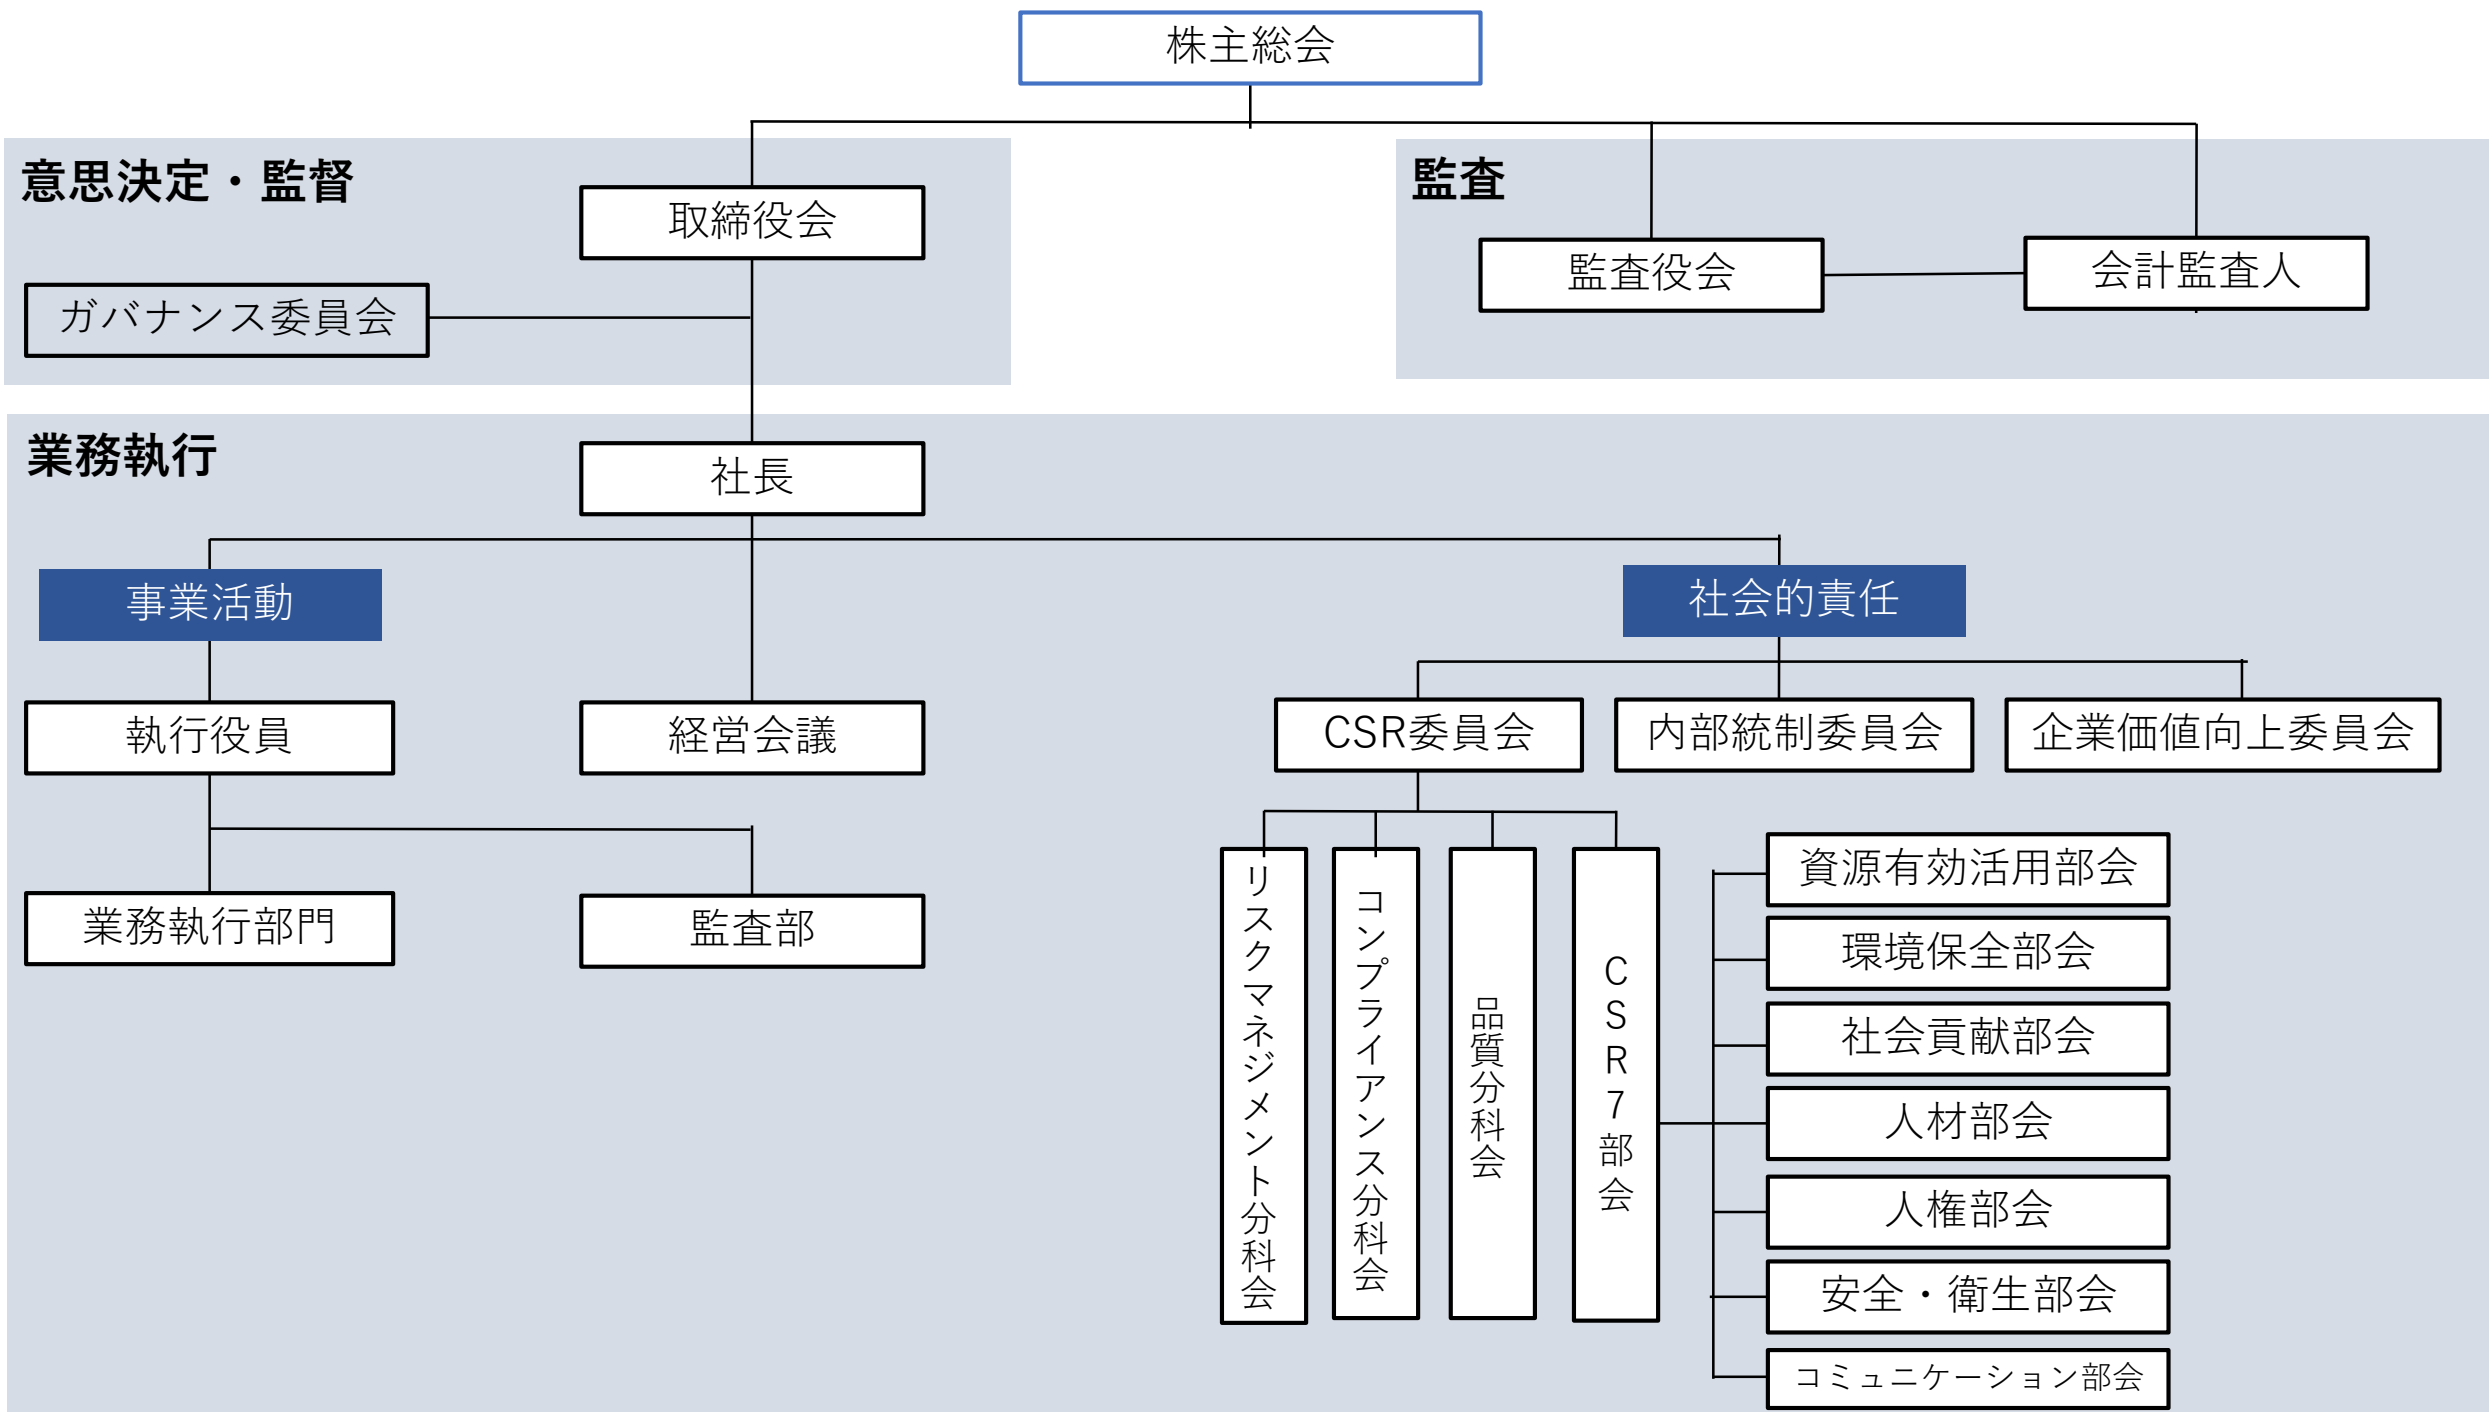 株主総会
意思決定・監督
取締役会
ガバナンス委員会
監査
監査役会
会計監査人
業務執行
社長
事業活動
社会的責任
執行役員
経営会議
CSR委員会
内部統制委員会
企業価値向上委員会
業務執行部門
監査部
リスクマネジメント分科会
コンプライアンス分科会
品質分科会
CSR7部会
資源有効活用部会
環境保全部会
社会貢献部会
人材部会
人権部会
安全・衛生部会
コミュニケーション部会